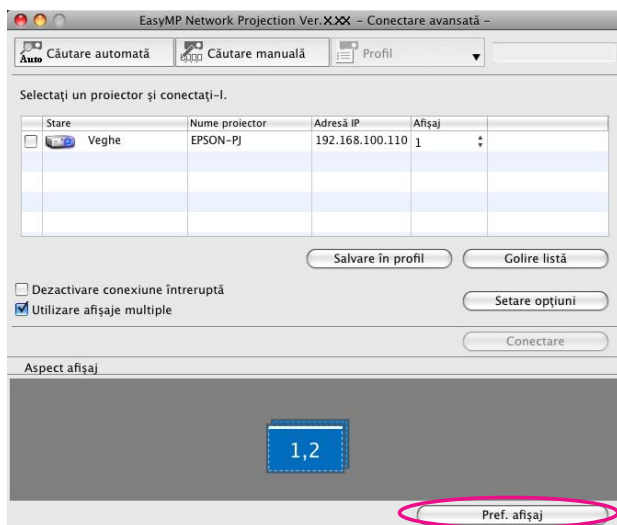 EasyMP Network Projection Ver.X.XX – Conectare avansată –
Auto Căutare automată Căutare manuală Profil
Selectați un proiector și conectați-l.
Stare Nume proiector Adresă IP Afișaj
Veghe EPSON-PJ 192.168.100.110 1
Salvare în profil Golire listă
Dezactivare conexiune întreruptă
Utilizare afișaje multiple
Setare opțiuni
Conectare
Aspect afișaj
1,2
Pref. afișaj